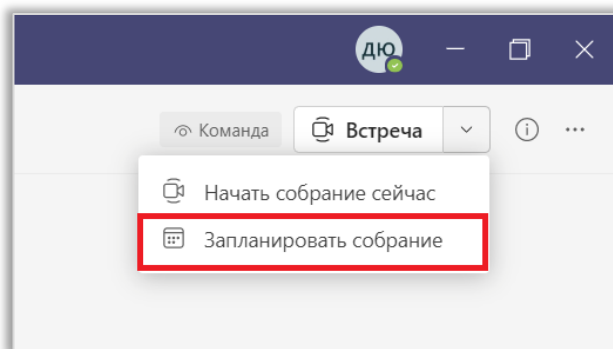 ДЮ
Команда
Встреча
Начать собрание сейчас
Запланировать собрание